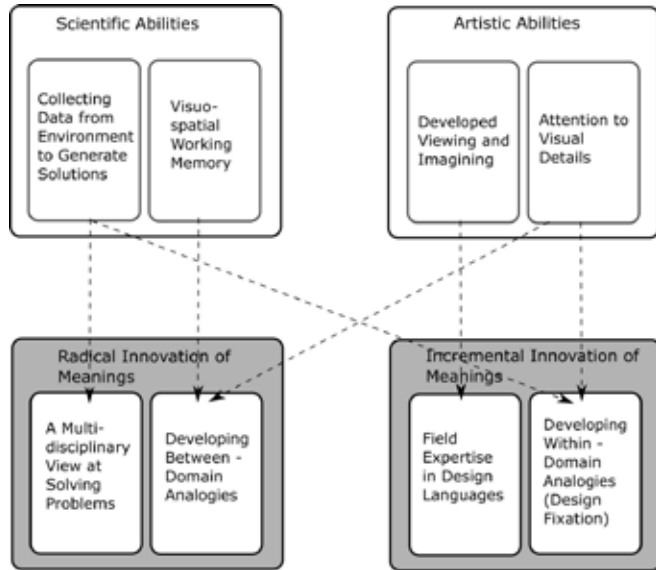 Scientific Abilities
Collecting
Data from
Environment
to Generate
Solutions
Visuo-
spatial
Working
Memory
Artistic Abilities
Developed
Viewing and
Imagining
Attention to
Visual
Details
Radical Innovation of
Meanings
A Multi-
disciplinary
View at
Solving
Problems
Developing
Between -
Domain
Analogies
Incremental Innovation of
Meanings
Field
Expertise
in Design
Languages
Developing
Within -
Domain
Analogies
(Design
Fixation)